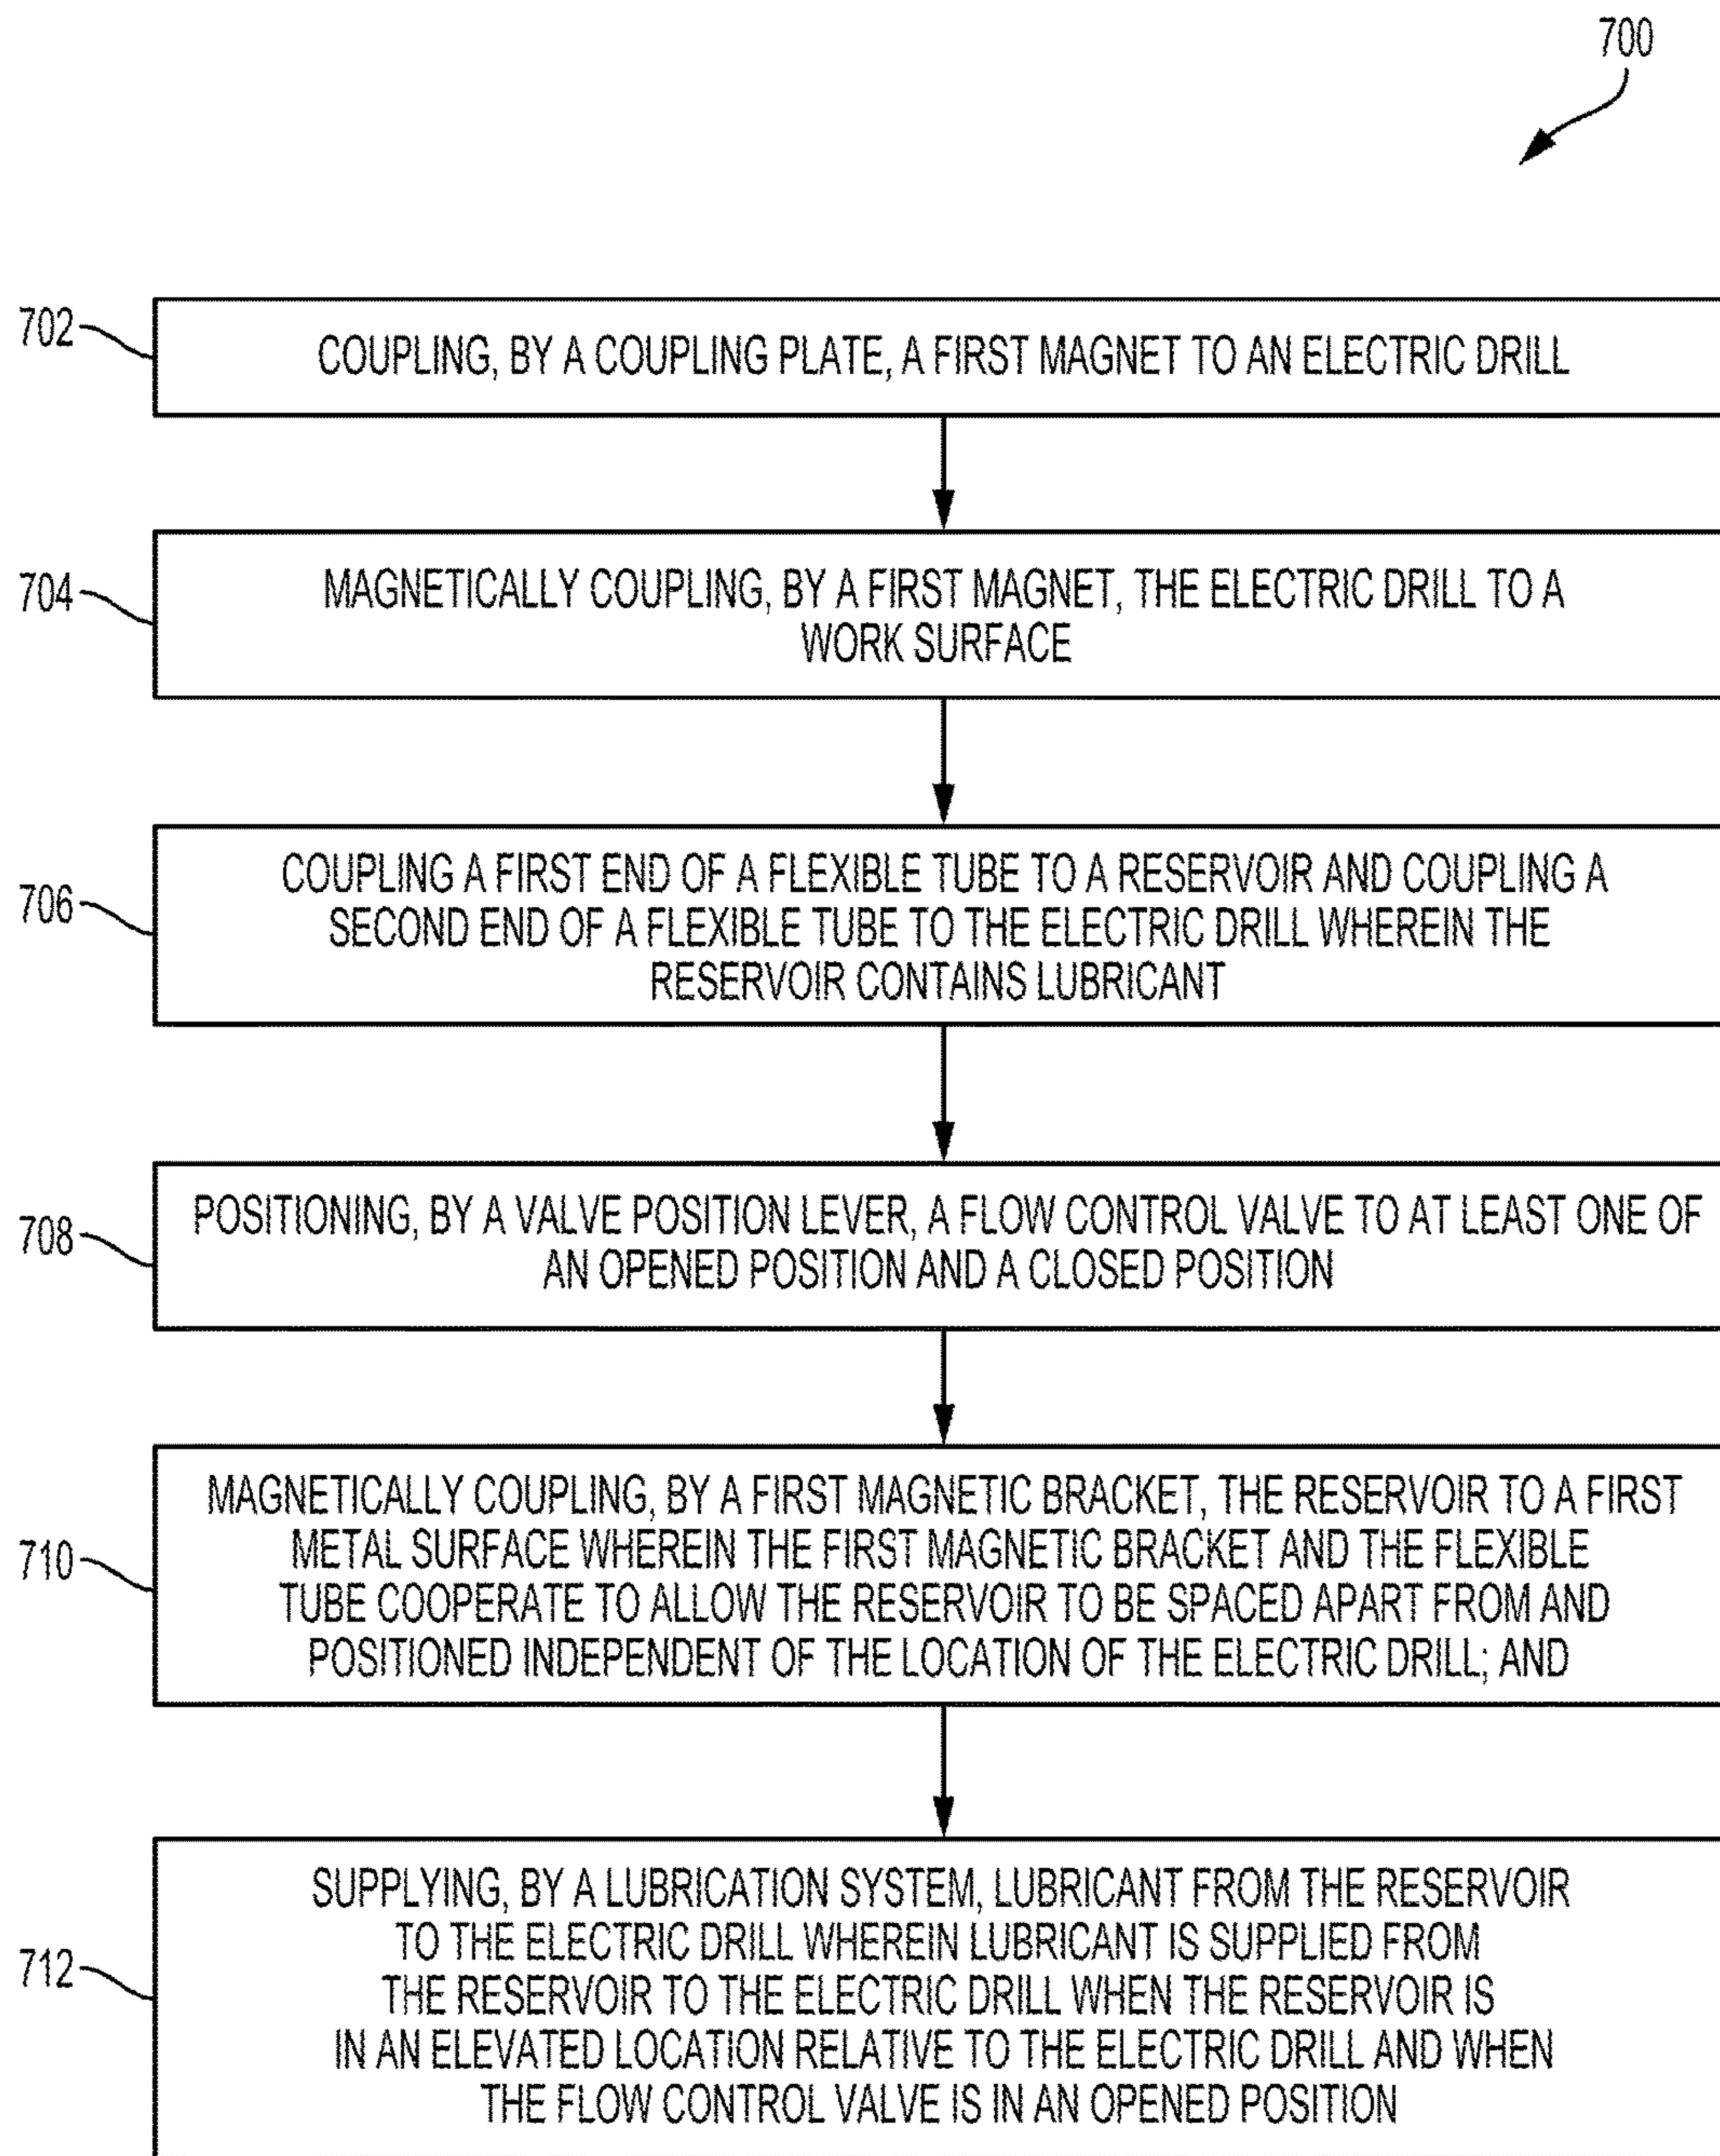 700
702
COUPLING, BY A COUPLING PLATE, A FIRST MAGNET TO AN ELECTRIC DRILL
704
MAGNETICALLY COUPLING, BY A FIRST MAGNET, THE ELECTRIC DRILL TO A
WORK SURFACE
706
COUPLING A FIRST END OF A FLEXIBLE TUBE TO A RESERVOIR AND COUPLING A
SECOND END OF A FLEXIBLE TUBE TO THE ELECTRIC DRILL WHEREIN THE
RESERVOIR CONTAINS LUBRICANT
708
POSITIONING, BY A VALVE POSITION LEVER, A FLOW CONTROL VALVE TO AT LEAST ONE OF
AN OPENED POSITION AND A CLOSED POSITION
710
MAGNETICALLY COUPLING, BY A FIRST MAGNETIC BRACKET, THE RESERVOIR TO A FIRST
METAL SURFACE WHEREIN THE FIRST MAGNETIC BRACKET AND THE FLEXIBLE
TUBE COOPERATE TO ALLOW THE RESERVOIR TO BE SPACED APART FROM AND
POSITIONED INDEPENDENT OF THE LOCATION OF THE ELECTRIC DRILL; AND
712
SUPPLYING, BY A LUBRICATION SYSTEM, LUBRICANT FROM THE RESERVOIR
TO THE ELECTRIC DRILL WHEREIN LUBRICANT IS SUPPLIED FROM
THE RESERVOIR TO THE ELECTRIC DRILL WHEN THE RESERVOIR IS
IN AN ELEVATED LOCATION RELATIVE TO THE ELECTRIC DRILL AND WHEN
THE FLOW CONTROL VALVE IS IN AN OPENED POSITION